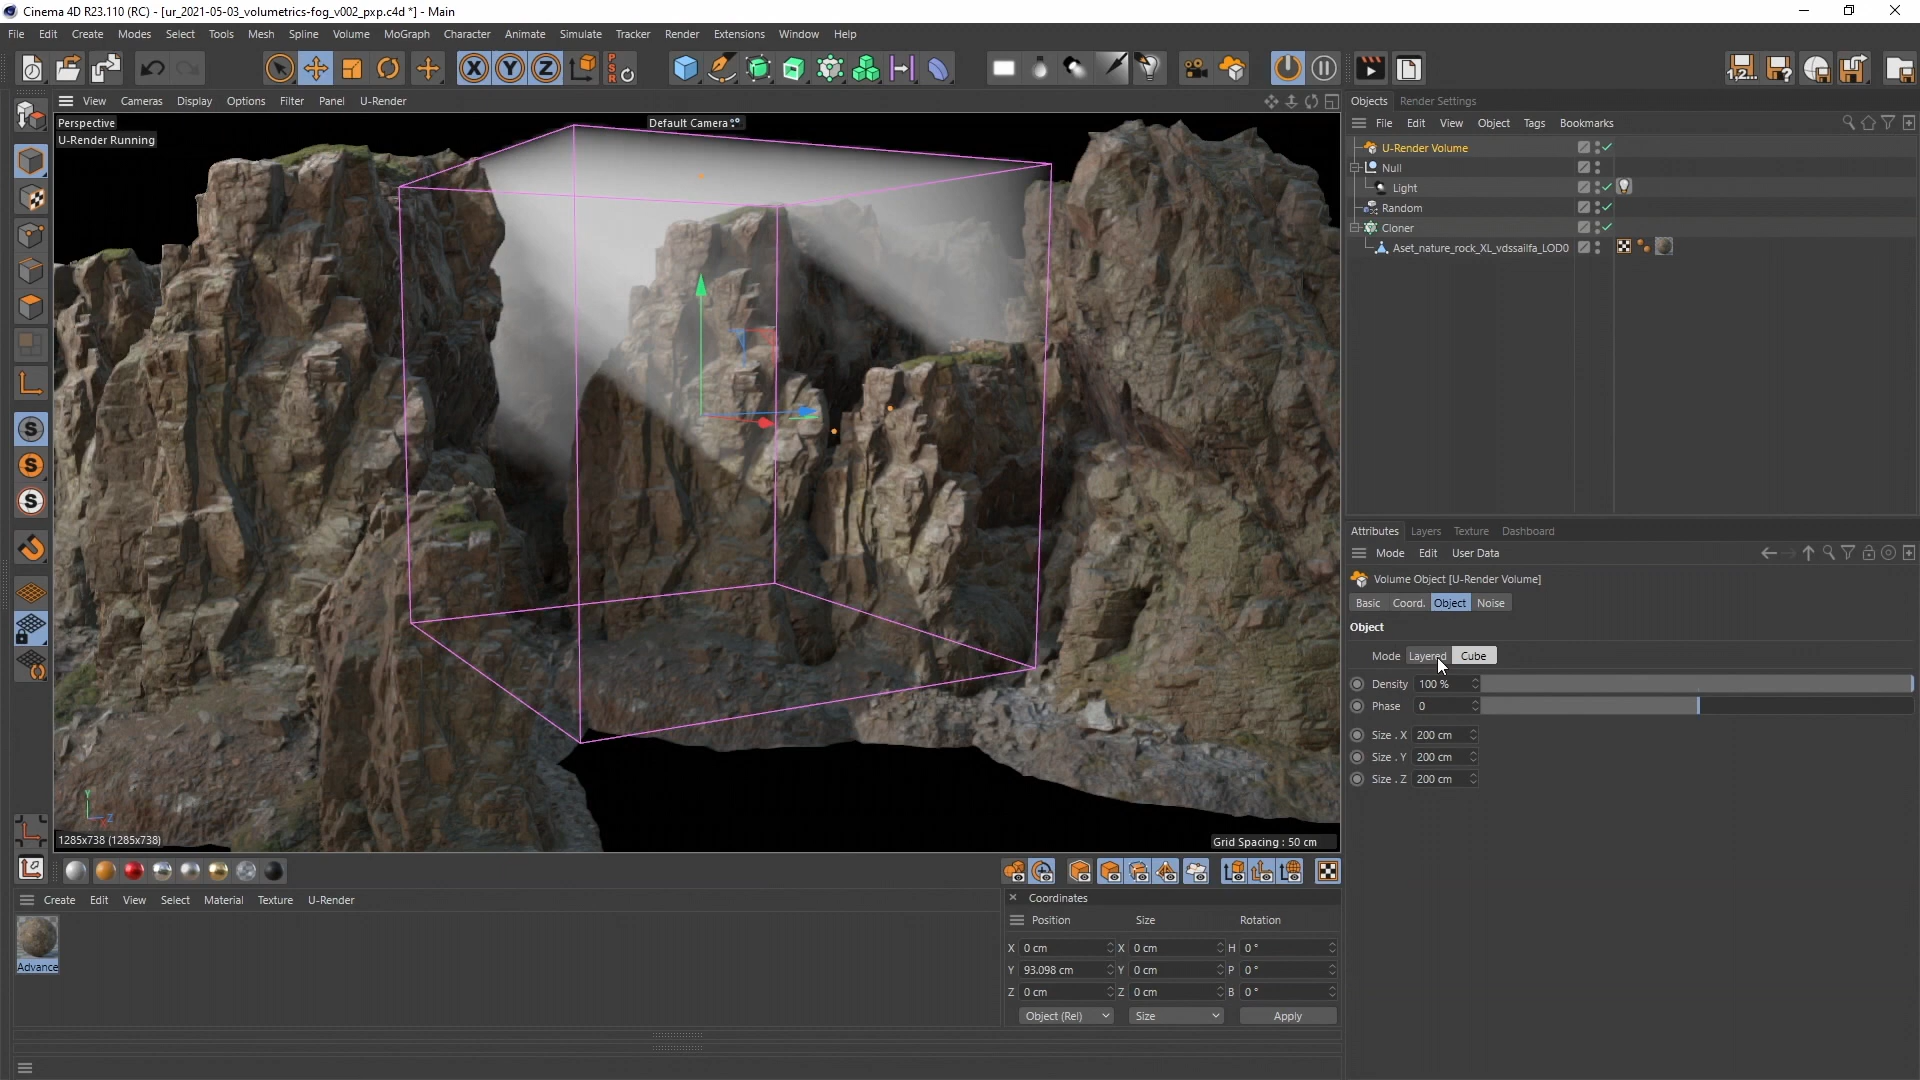 Cinema 4D R23.110 (RC) - [ur_2021-05-03_volumetrics-fog_v002_pxp.c4d *] - Main
File Edit Create Modes Select Tools Mesh Spline Volume MoGraph Character Animate Simulate Tracker Render Extensions Window Help
X Y Z P S R
1,2...
View Cameras Display Options Filter Panel U-Render
Perspective
Default Camera
U-Render Running
Objects Render Settings
File Edit View Object Tags Bookmarks
U-Render Volume
Null
Light
Random
Cloner
Aset_nature_rock_XL_vdssailfa_LOD0
S
S
S
Attributes Layers Texture Dashboard
Mode Edit User Data
Volume Object [U-Render Volume]
Basic Coord. Object Noise
Object
Mode Layered Cube
Density 100 %
Phase 0
Size . X 200 cm
Size . Y 200 cm
Size . Z 200 cm
Y
Z
1285x738 (1285x738)
Grid Spacing : 50 cm
Create Edit View Select Material Texture U-Render
Advance
Coordinates
Position Size Rotation
X 0 cm X 0 cm H 0 °
Y 93.098 cm Y 0 cm P 0 °
Z 0 cm Z 0 cm B 0 °
Object (Rel) Size Apply